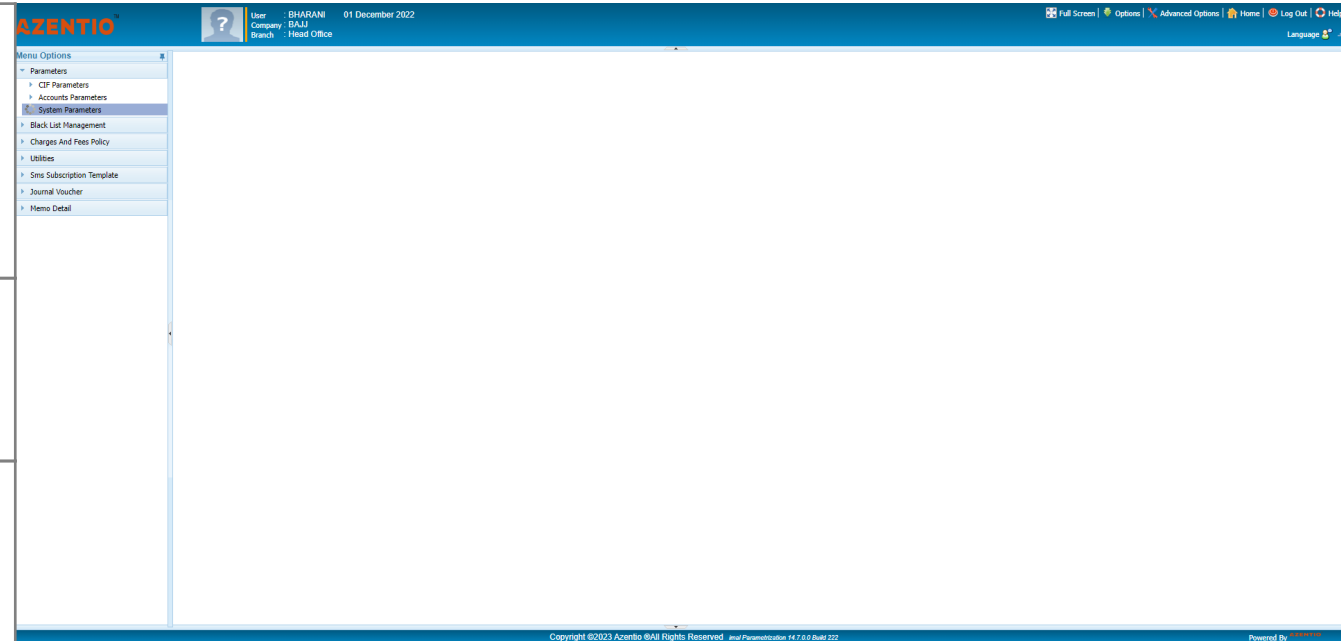 AZENTIO
?
User : BHARANI 01 December 2022
Company : BAJJ
Branch : Head Office
Full Screen | Options | Advanced Options | Home | Log Out | Help
Language
Menu Options
Parameters
CIF Parameters
Accounts Parameters
System Parameters
Black List Management
Charges And Fees Policy
Utilities
Sms Subscription Template
Journal Voucher
Memo Detail
Copyright ©2023 Azentio ®All Rights Reserved imal Parametrization 14.7.0.0 Build 222
Powered By AZENTIO